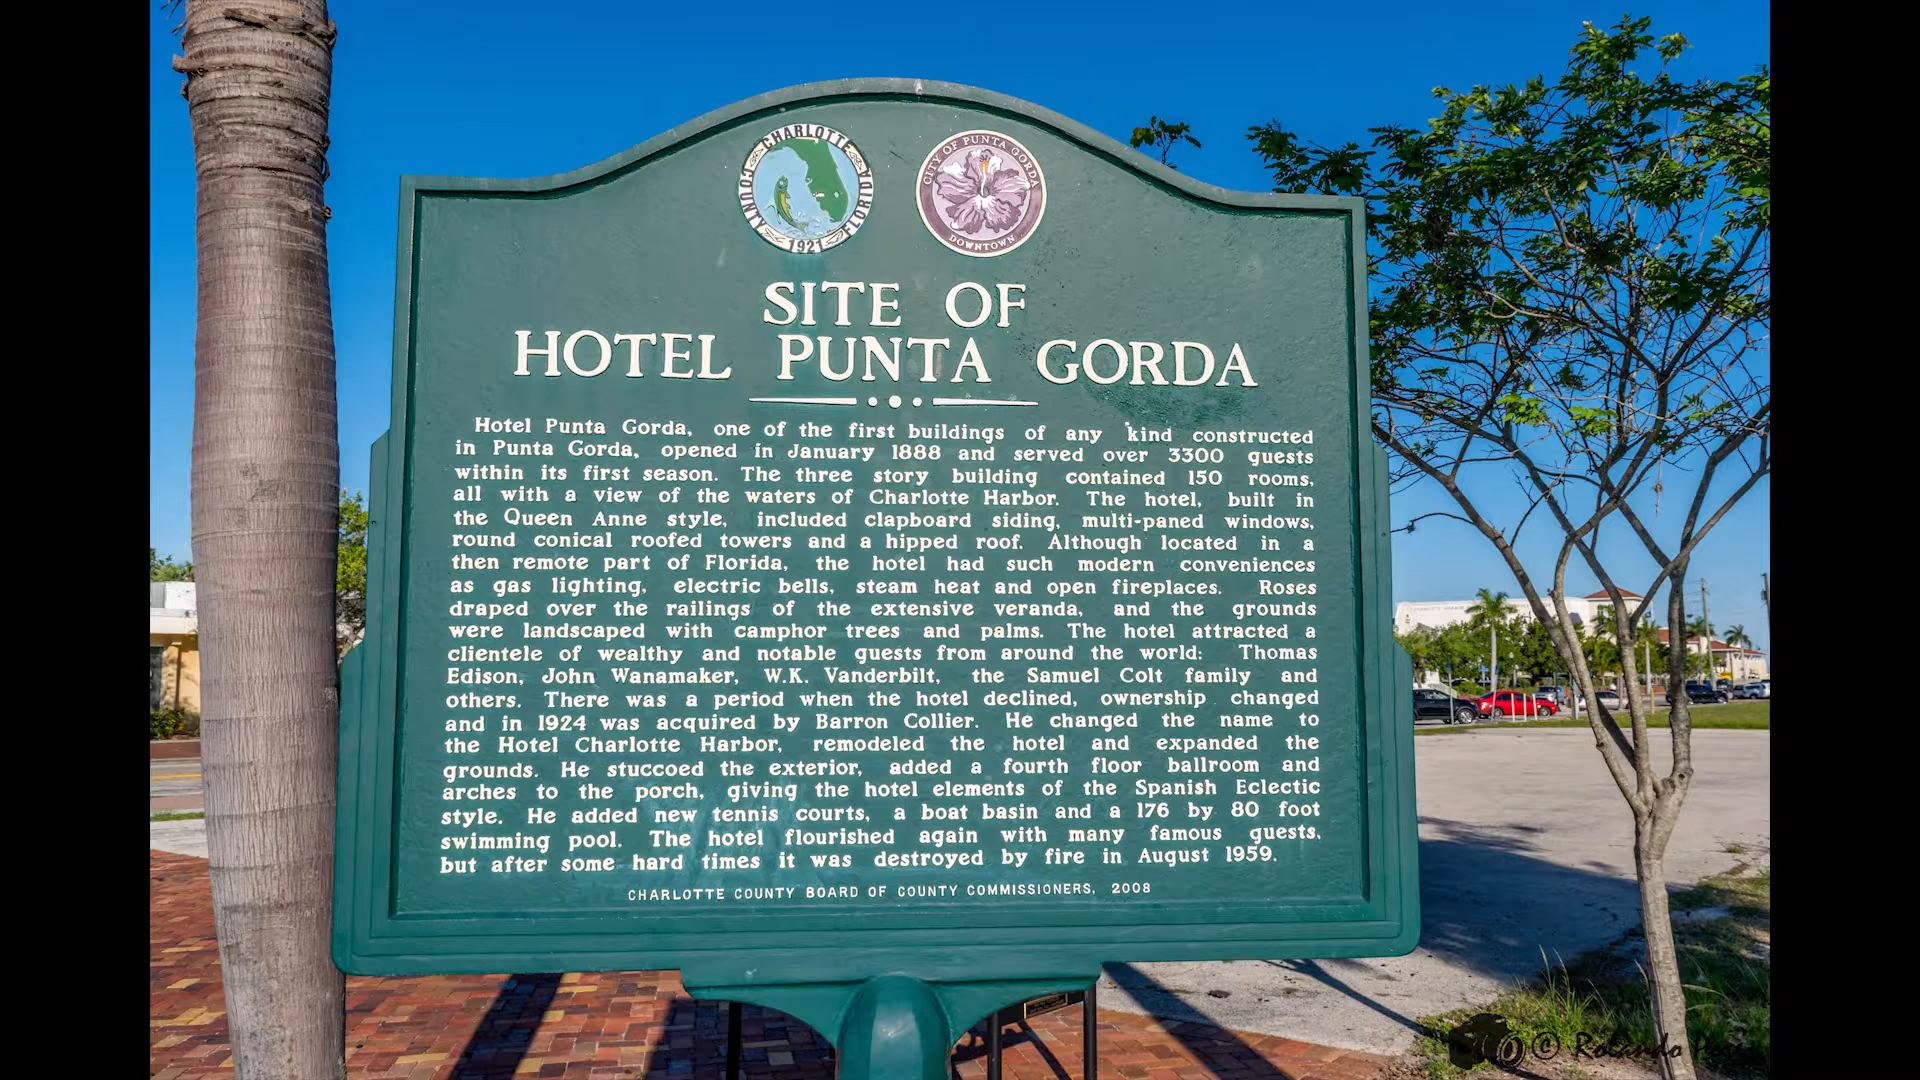 CHARLOTTE COUNTY FLORIDA 1921
CITY OF PUNTA GORDA DOWNTOWN
SITE OF
HOTEL PUNTA GORDA
Hotel Punta Gorda, one of the first buildings of any kind constructed
in Punta Gorda, opened in January 1888 and served over 3300 guests
within its first season. The three story building contained 150 rooms,
all with a view of the waters of Charlotte Harbor. The hotel, built in
the Queen Anne style, included clapboard siding, multi-paned windows,
round conical roofed towers and a hipped roof. Although located in a
then remote part of Florida, the hotel had such modern conveniences
as gas lighting, electric bells, steam heat and open fireplaces. Roses
draped over the railings of the extensive veranda, and the grounds
were landscaped with camphor trees and palms. The hotel attracted a
clientele of wealthy and notable guests from around the world: Thomas
Edison, John Wanamaker, W.K. Vanderbilt, the Samuel Colt family and
others. There was a period when the hotel declined, ownership changed
and in 1924 was acquired by Barron Collier. He changed the name to
the Hotel Charlotte Harbor, remodeled the hotel and expanded the
grounds. He stuccoed the exterior, added a fourth floor ballroom and
arches to the porch, giving the hotel elements of the Spanish Eclectic
style. He added new tennis courts, a boat basin and a 176 by 80 foot
swimming pool. The hotel flourished again with many famous guests,
but after some hard times it was destroyed by fire in August 1959.
CHARLOTTE COUNTY BOARD OF COUNTY COMMISSIONERS, 2008
© Rolando